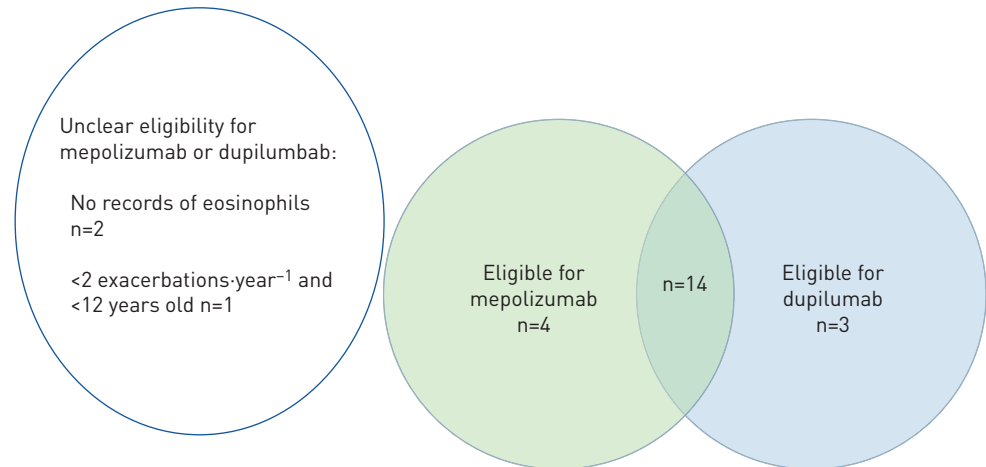 Unclear eligibility for
mepolizumab or dupilumbab:
No records of eosinophils
n=2
<2 exacerbations·year⁻¹ and
<12 years old n=1
Eligible for
mepolizumab
n=4
n=14
Eligible for
dupilumab
n=3